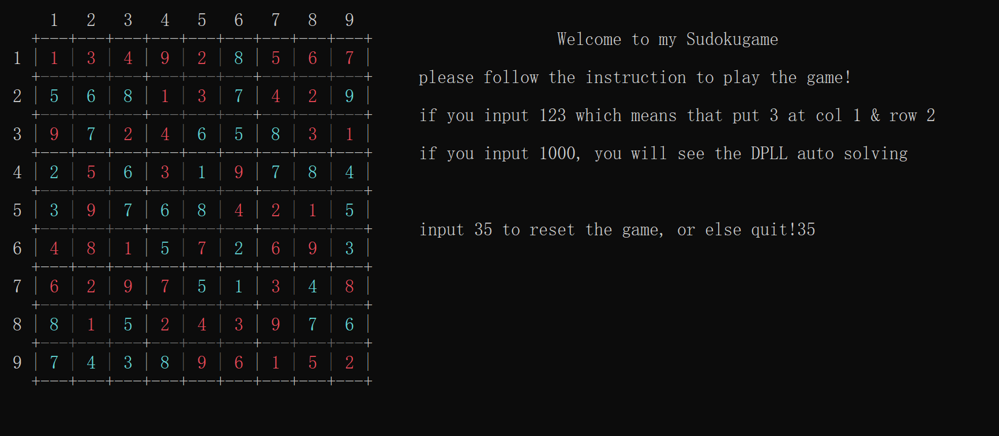 1 2 3 4 5 6 7 8 9
Welcome to my Sudokugame
1 | 1 | 3 | 4 | 9 | 2 | 8 | 5 | 6 | 7 |
please follow the instruction to play the game!
2 | 5 | 6 | 8 | 1 | 3 | 7 | 4 | 2 | 9 |
if you input 123 which means that put 3 at col 1 & row 2
3 | 9 | 7 | 2 | 4 | 6 | 5 | 8 | 3 | 1 |
if you input 1000, you will see the DPLL auto solving
4 | 2 | 5 | 6 | 3 | 1 | 9 | 7 | 8 | 4 |
5 | 3 | 9 | 7 | 6 | 8 | 4 | 2 | 1 | 5 |
input 35 to reset the game, or else quit!35
6 | 4 | 8 | 1 | 5 | 7 | 2 | 6 | 9 | 3 |
7 | 6 | 2 | 9 | 7 | 5 | 1 | 3 | 4 | 8 |
8 | 8 | 1 | 5 | 2 | 4 | 3 | 9 | 7 | 6 |
9 | 7 | 4 | 3 | 8 | 9 | 6 | 1 | 5 | 2 |